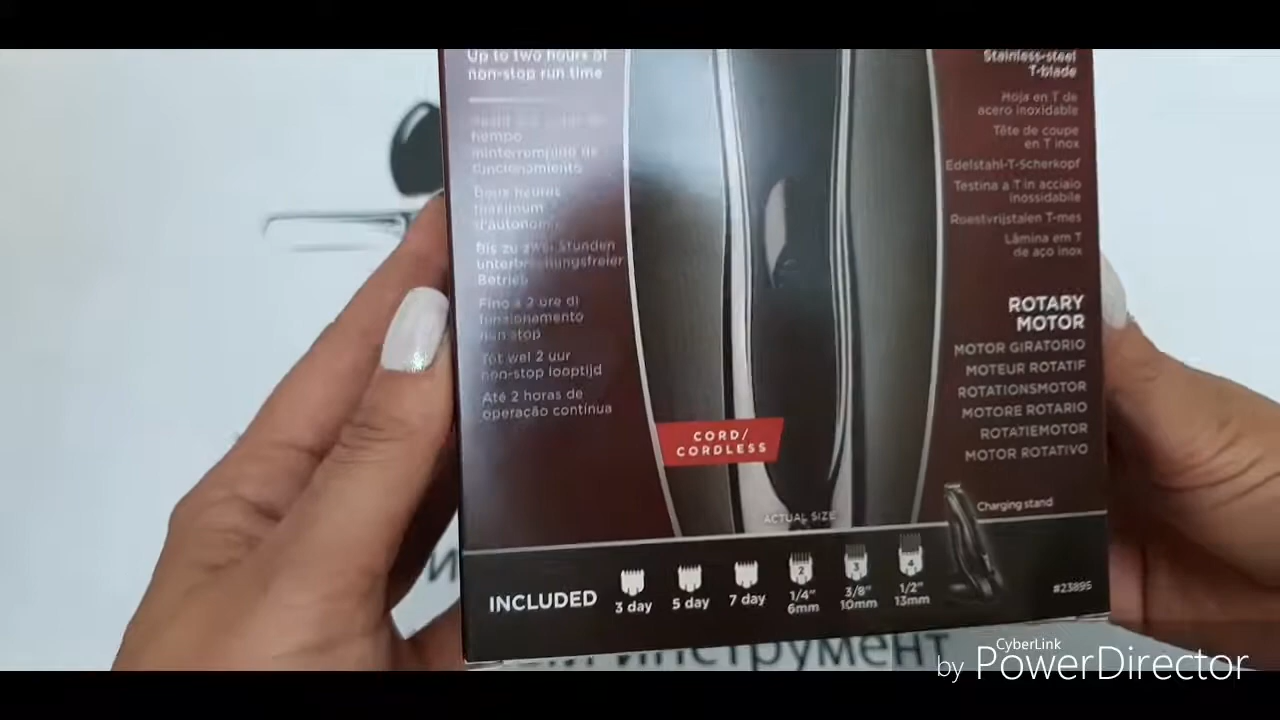 Up to two hours of
non-stop run time
tiempo
ininterrumpido de
funcionamiento
Deux heures
maximum
d'autonomie
Bis zu zwei Stunden
unterbrechungsfreier
Betrieb
Fino a 2 ore di
funzionamento
non stop
Tot wel 2 uur
non-stop looptijd
Até 2 horas de
operação contínua
CORD/
CORDLESS
ACTUAL SIZE
Stainless-steel
T-blade
Hoja en T de
acero inoxidable
Tête de coupe
en T inox
Edelstahl-T-Scherkopf
Testina a T in acciaio
inossidabile
Roestvrijstalen T-mes
Lâmina em T
de aço inox
ROTARY
MOTOR
MOTOR GIRATORIO
MOTEUR ROTATIF
ROTATIONSMOTOR
MOTORE ROTARIO
ROTATIEMOTOR
MOTOR ROTATIVO
Charging stand
INCLUDED
3 day
5 day
7 day
2
1/4"
6mm
3
3/8"
10mm
4
1/2"
13mm
#23895
инструмент
CyberLink
by PowerDirector